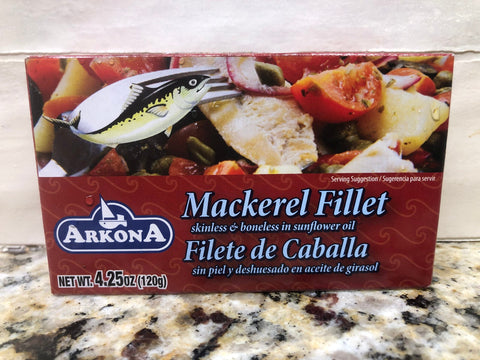 Serving Suggestion / Sugerencia para servir
Mackerel Fillet
skinless & boneless in sunflower oil
ARKONA
Filete de Caballa
sin piel y deshuesado en aceite de girasol
NET WT. 4.25OZ (120g)